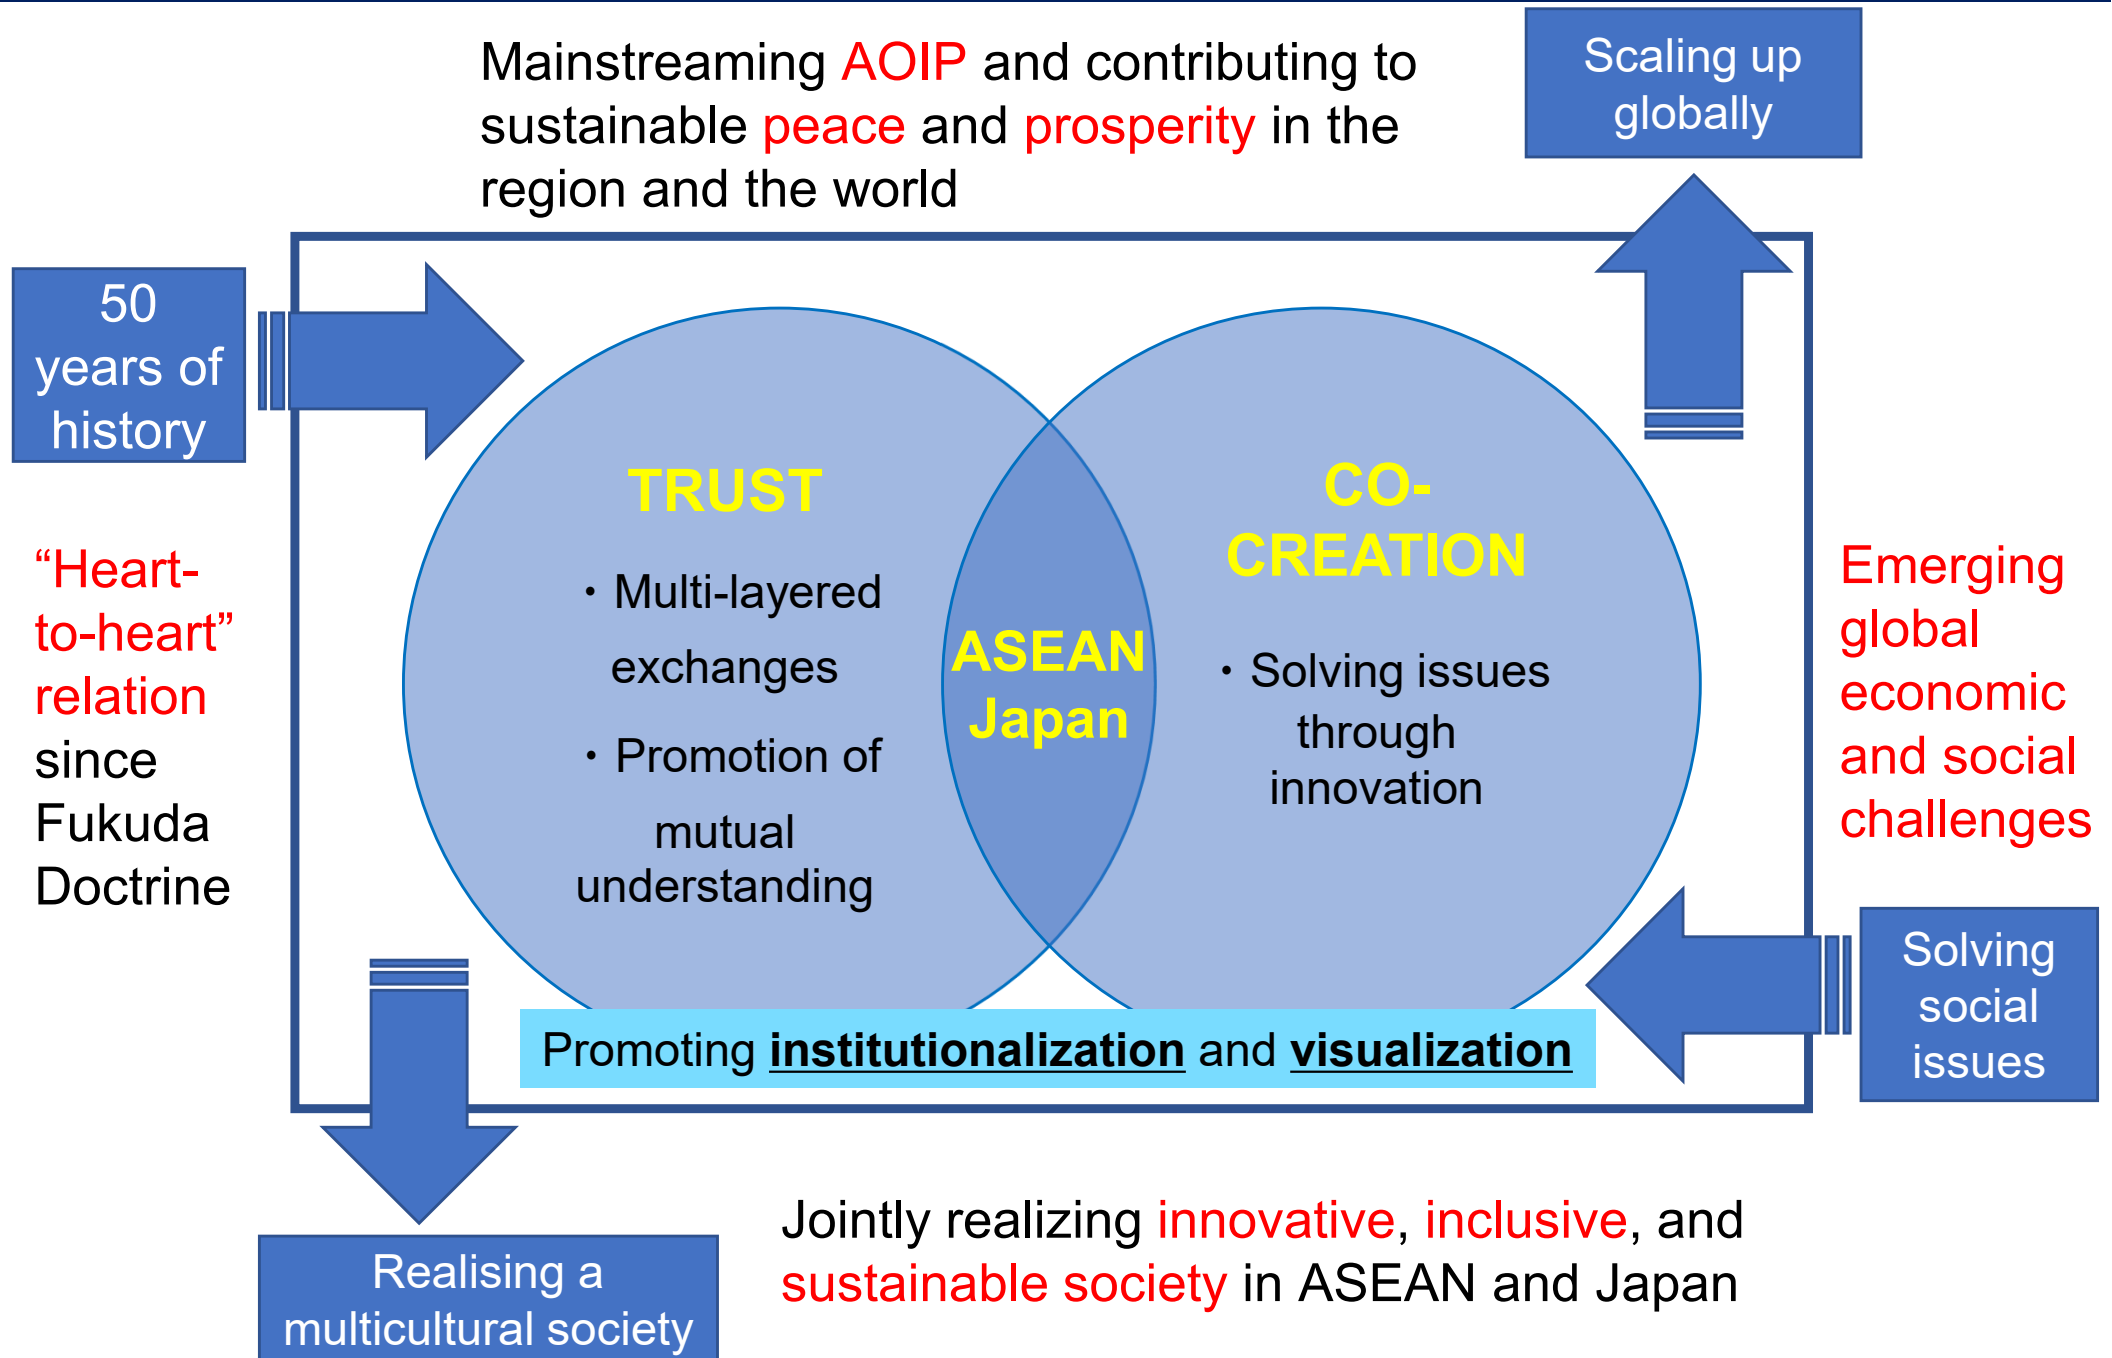 Mainstreaming AOIP and contributing to
sustainable peace and prosperity in the
region and the world
Scaling up
globally
50
years of
history
“Heart-
to-heart”
relation
since
Fukuda
Doctrine
TRUST
・Multi-layered
exchanges
・Promotion of
mutual
understanding
ASEAN
Japan
CO-
CREATION
・Solving issues
through
innovation
Emerging
global
economic
and social
challenges
Solving
social
issues
Promoting institutionalization and visualization
Realising a
multicultural society
Jointly realizing innovative, inclusive, and
sustainable society in ASEAN and Japan